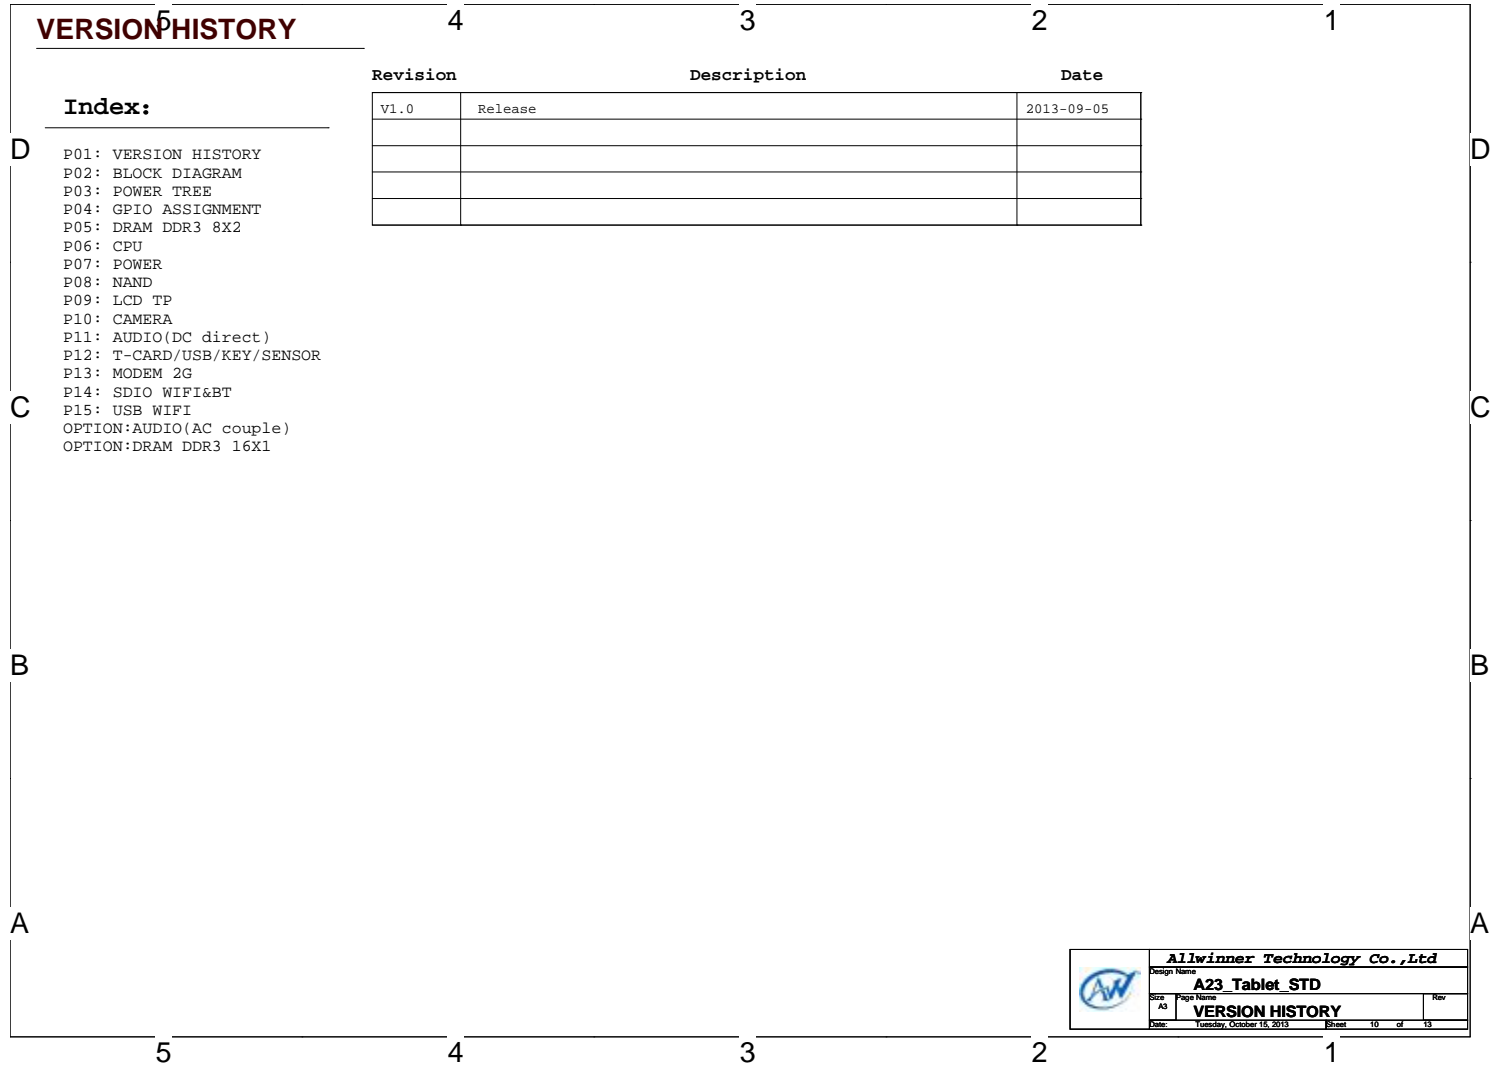 5 4 3 2 1
VERSION HISTORY
Revision Description Date
Index:
V1.0 Release 2013-09-05
D D
P01: VERSION HISTORY
P02: BLOCK DIAGRAM
P03: POWER TREE
P04: GPIO ASSIGNMENT
P05: DRAM DDR3 8X2
P06: CPU
P07: POWER
P08: NAND
P09: LCD TP
P10: CAMERA
P11: AUDIO(DC direct)
P12: T-CARD/USB/KEY/SENSOR
P13: MODEM 2G
P14: SDIO WIFI&BT
C C
P15: USB WIFI
OPTION:AUDIO(AC couple)
OPTION:DRAM DDR3 16X1
B B
A A
AW
Allwinner Technology Co.,Ltd
Design Name
A23_Tablet_STD
Size Page Name Rev
A3 VERSION HISTORY
Date: Tuesday, October 15, 2013 Sheet 10 of 13
5 4 3 2 1